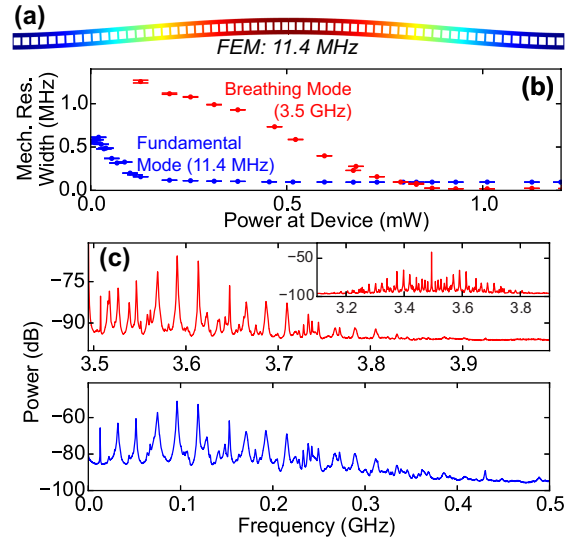 (a)
FEM: 11.4 MHz
(b)
Mech. Res.
Width (MHz)
1.0
0.5
0.0
Breathing Mode
(3.5 GHz)
Fundamental
Mode (11.4 MHz)
0.0 0.5 1.0
Power at Device (mW)
(c)
−75
−90
−50
−100
3.2 3.4 3.6 3.8
3.5 3.6 3.7 3.8 3.9
Power (dB)
−60
−80
−100
0.0 0.1 0.2 0.3 0.4 0.5
Frequency (GHz)